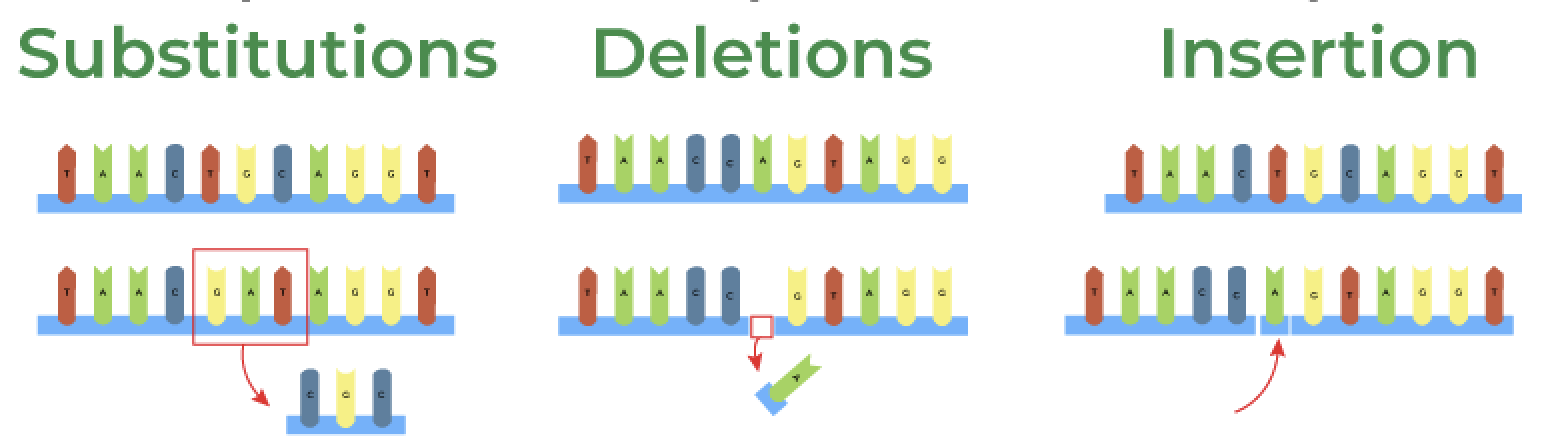 Substitutions
T A A C T G C A G G T
T A A C G A T A G G T
C G C
Deletions
T A A C C A G T A G G
T A A C C G T A G G
A
Insertion
T A A C T G C A G G T
T A A C C A G T A G G T